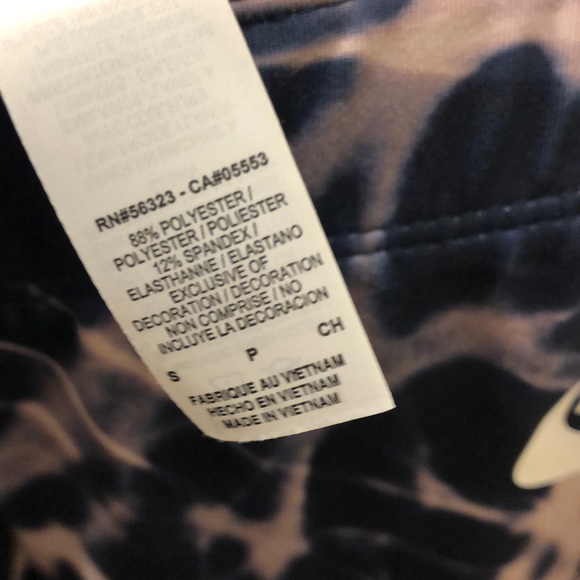 RN#56323 - CA#05553
88% POLYESTER /
POLYESTER / POLIESTER
12% SPANDEX /
ELASTHANNE / ELASTANO
EXCLUSIVE OF
DECORATION / DECORATION
NON COMPRISE / NO
INCLUYE LA DECORACION
S P CH
FABRIQUE AU VIETNAM
HECHO EN VIETNAM
MADE IN VIETNAM